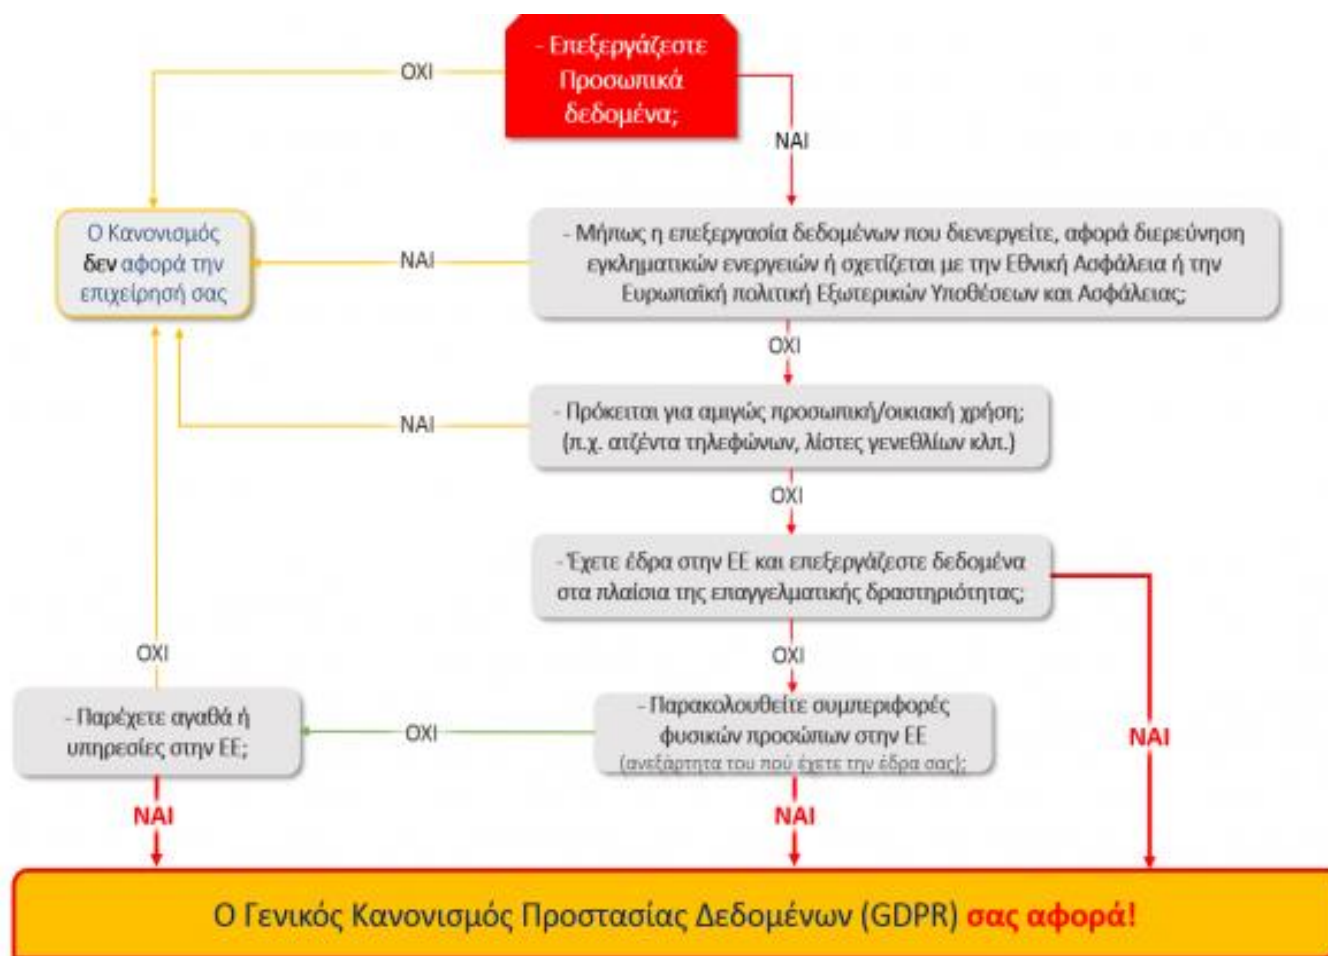 - Επεξεργάζεστε
Προσωπικά
δεδομένα;
ΟΧΙ
ΝΑΙ
Ο Κανονισμός
δεν αφορά την
επιχείρησή σας
ΝΑΙ
- Μήπως η επεξεργασία δεδομένων που διενεργείτε, αφορά διερεύνηση
εγκληματικών ενεργειών ή σχετίζεται με την Εθνική Ασφάλεια ή την
Ευρωπαϊκή πολιτική Εξωτερικών Υποθέσεων και Ασφάλειας;
ΟΧΙ
ΝΑΙ
- Πρόκειται για αμιγώς προσωπική/οικιακή χρήση;
(π.χ. ατζέντα τηλεφώνων, λίστες γενεθλίων κλπ.)
ΟΧΙ
- Έχετε έδρα στην ΕΕ και επεξεργάζεστε δεδομένα
στα πλαίσια της επαγγελματικής δραστηριότητας;
ΟΧΙ
ΟΧΙ
- Παρέχετε αγαθά ή
υπηρεσίες στην ΕΕ;
ΟΧΙ
- Παρακολουθείτε συμπεριφορές
φυσικών προσώπων στην ΕΕ
(ανεξάρτητα του πού έχετε την έδρα σας);
ΝΑΙ
ΝΑΙ
ΝΑΙ
Ο Γενικός Κανονισμός Προστασίας Δεδομένων (GDPR) σας αφορά!